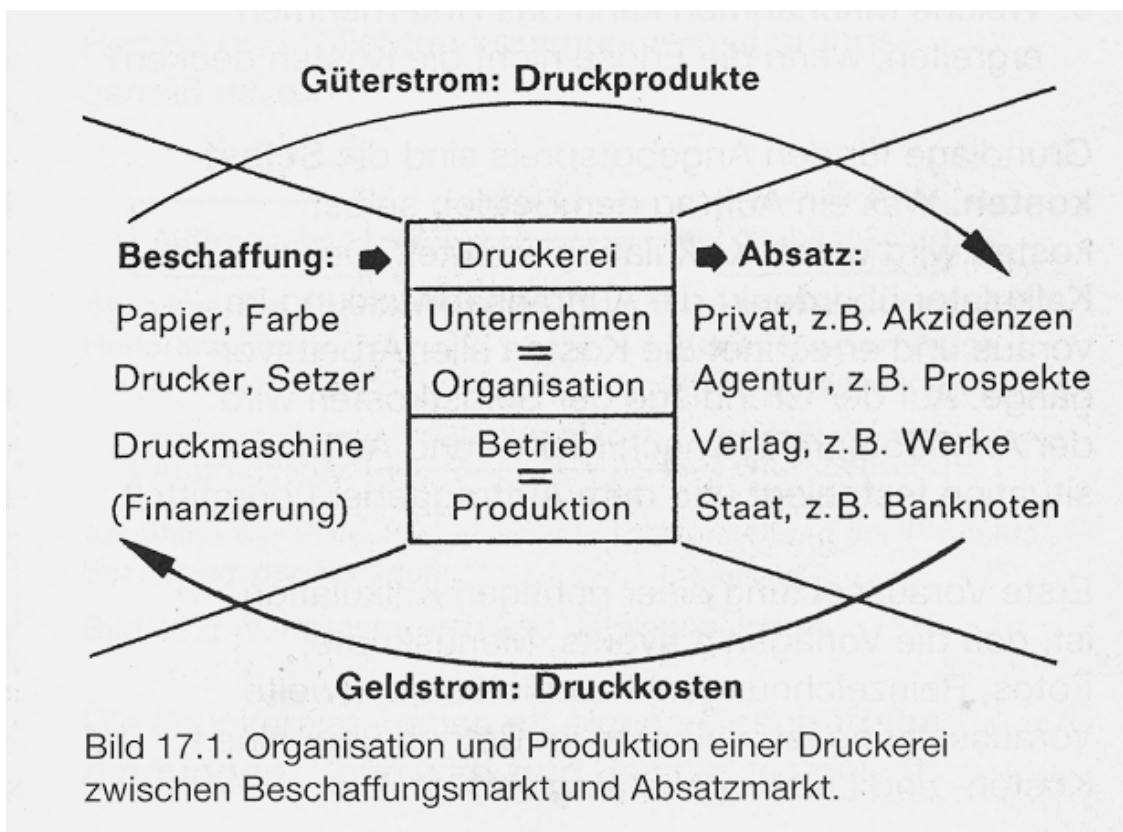 Güterstrom: Druckprodukte
Beschaffung:
Papier, Farbe
Drucker, Setzer
Druckmaschine
(Finanzierung)
Druckerei
Unternehmen
=
Organisation
Betrieb
=
Produktion
Absatz:
Privat, z.B. Akzidenzen
Agentur, z.B. Prospekte
Verlag, z.B. Werke
Staat, z.B. Banknoten
Geldstrom: Druckkosten
Bild 17.1 Organisation und Produktion einer Druckerei
zwischen Beschaffungsmarkt und Absatzmarkt.